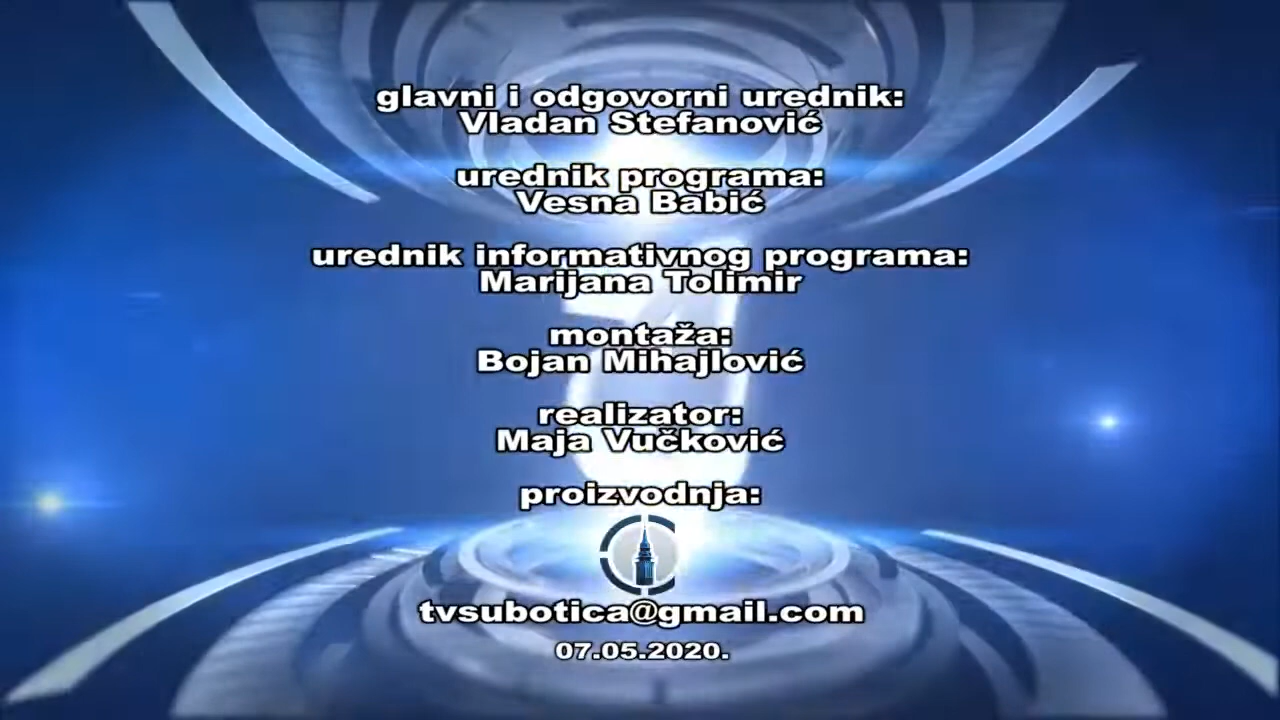 glavni i odgovorni urednik:
Vladan Stefanović
urednik programa:
Vesna Babić
urednik informativnog programa:
Marijana Tolimir
montaža:
Bojan Mihajlović
realizator:
Maja Vučković
proizvodnja:
tvsubotica@gmail.com
07.05.2020.